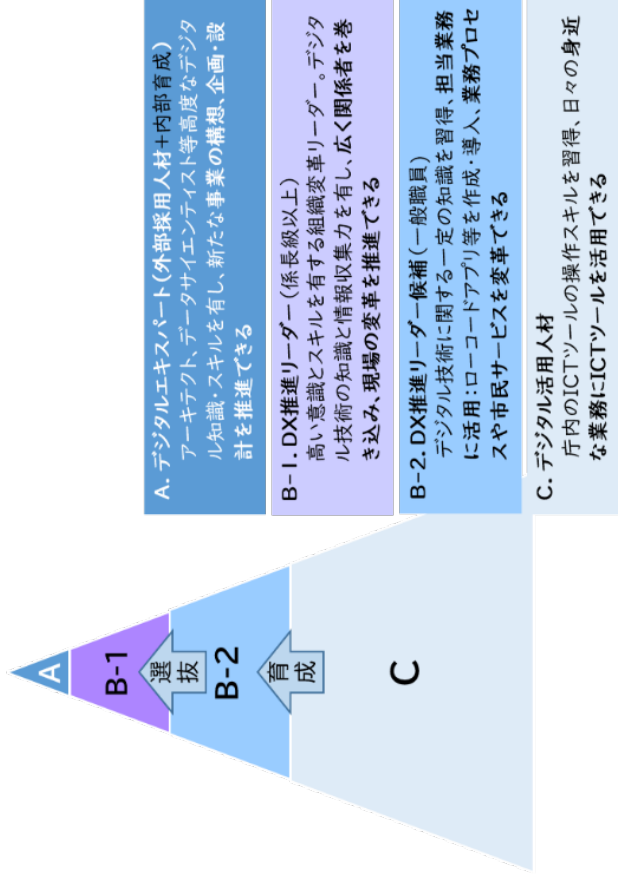 A
B-1
選
抜
B-2
育
成
C
A. デジタルエキスパート（外部採用人材＋内部育成）
アーキテクト、データサイエンティスト等高度なデジタ
ル知識、スキルを有し、新たな事業の構想、企画・設
計を推進できる
B-1. DX推進リーダー（係長級以上）
高い意識とスキルを有する組織変革リーダー。デジタ
ル技術の知識と情報収集力を有し、広く関係者を巻
き込み、現場の変革を推進できる
B-2. DX推進リーダー候補（一般職員）
デジタル技術に関する一定の知識を習得、担当業務
に活用：ローコードアプリ等を作成・導入、業務プロセ
スや市民サービスを変革できる
C. デジタル活用人材
庁内のICTツールの操作スキルを習得、日々の身近
な業務にICTツールを活用できる